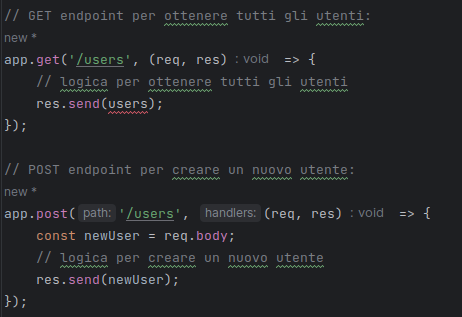 // GET endpoint per ottenere tutti gli utenti:
new *
app.get('/users', (req, res) : void => {
// logica per ottenere tutti gli utenti
res.send(users);
});
// POST endpoint per creare un nuovo utente:
new *
app.post( path: '/users', handlers: (req, res) : void => {
const newUser = req.body;
// logica per creare un nuovo utente
res.send(newUser);
});